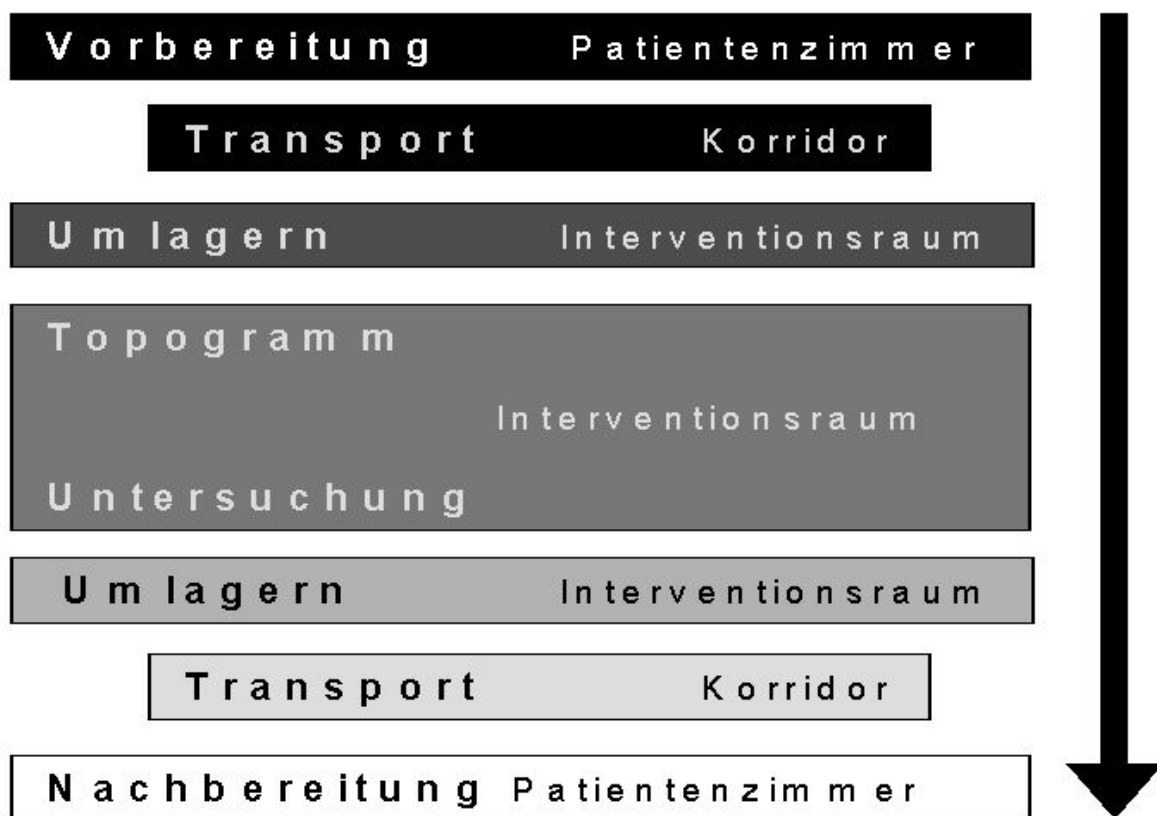 Vorbereitung Patientenzimmer
Transport Korridor
Umlagern Interventionsraum
Topogramm
Interventionsraum
Untersuchung
Umlagern Interventionsraum
Transport Korridor
Nachbereitung Patientenzimmer